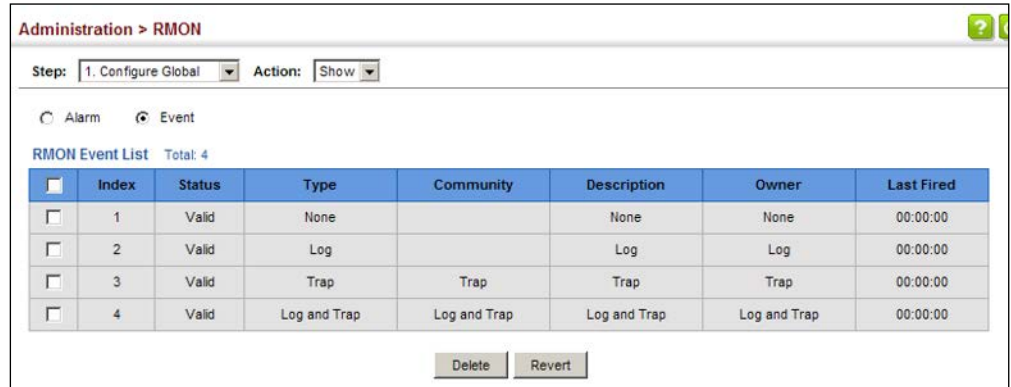 Administration > RMON
?
Step: 1. Configure Global Action: Show
Alarm Event
RMON Event List Total: 4
Index Status Type Community Description Owner Last Fired
1 Valid None None None 00:00:00
2 Valid Log Log Log 00:00:00
3 Valid Trap Trap Trap Trap 00:00:00
4 Valid Log and Trap Log and Trap Log and Trap Log and Trap 00:00:00
Delete Revert